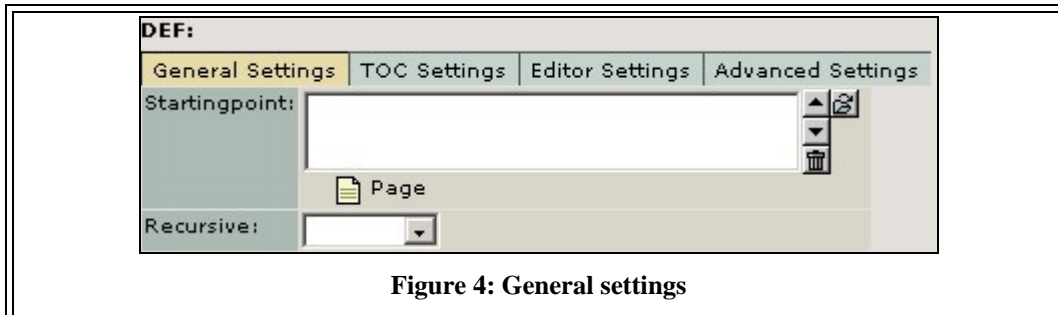 DEF:
General Settings TOC Settings Editor Settings Advanced Settings
Startingpoint:
Page
Recursive:
Figure 4: General settings